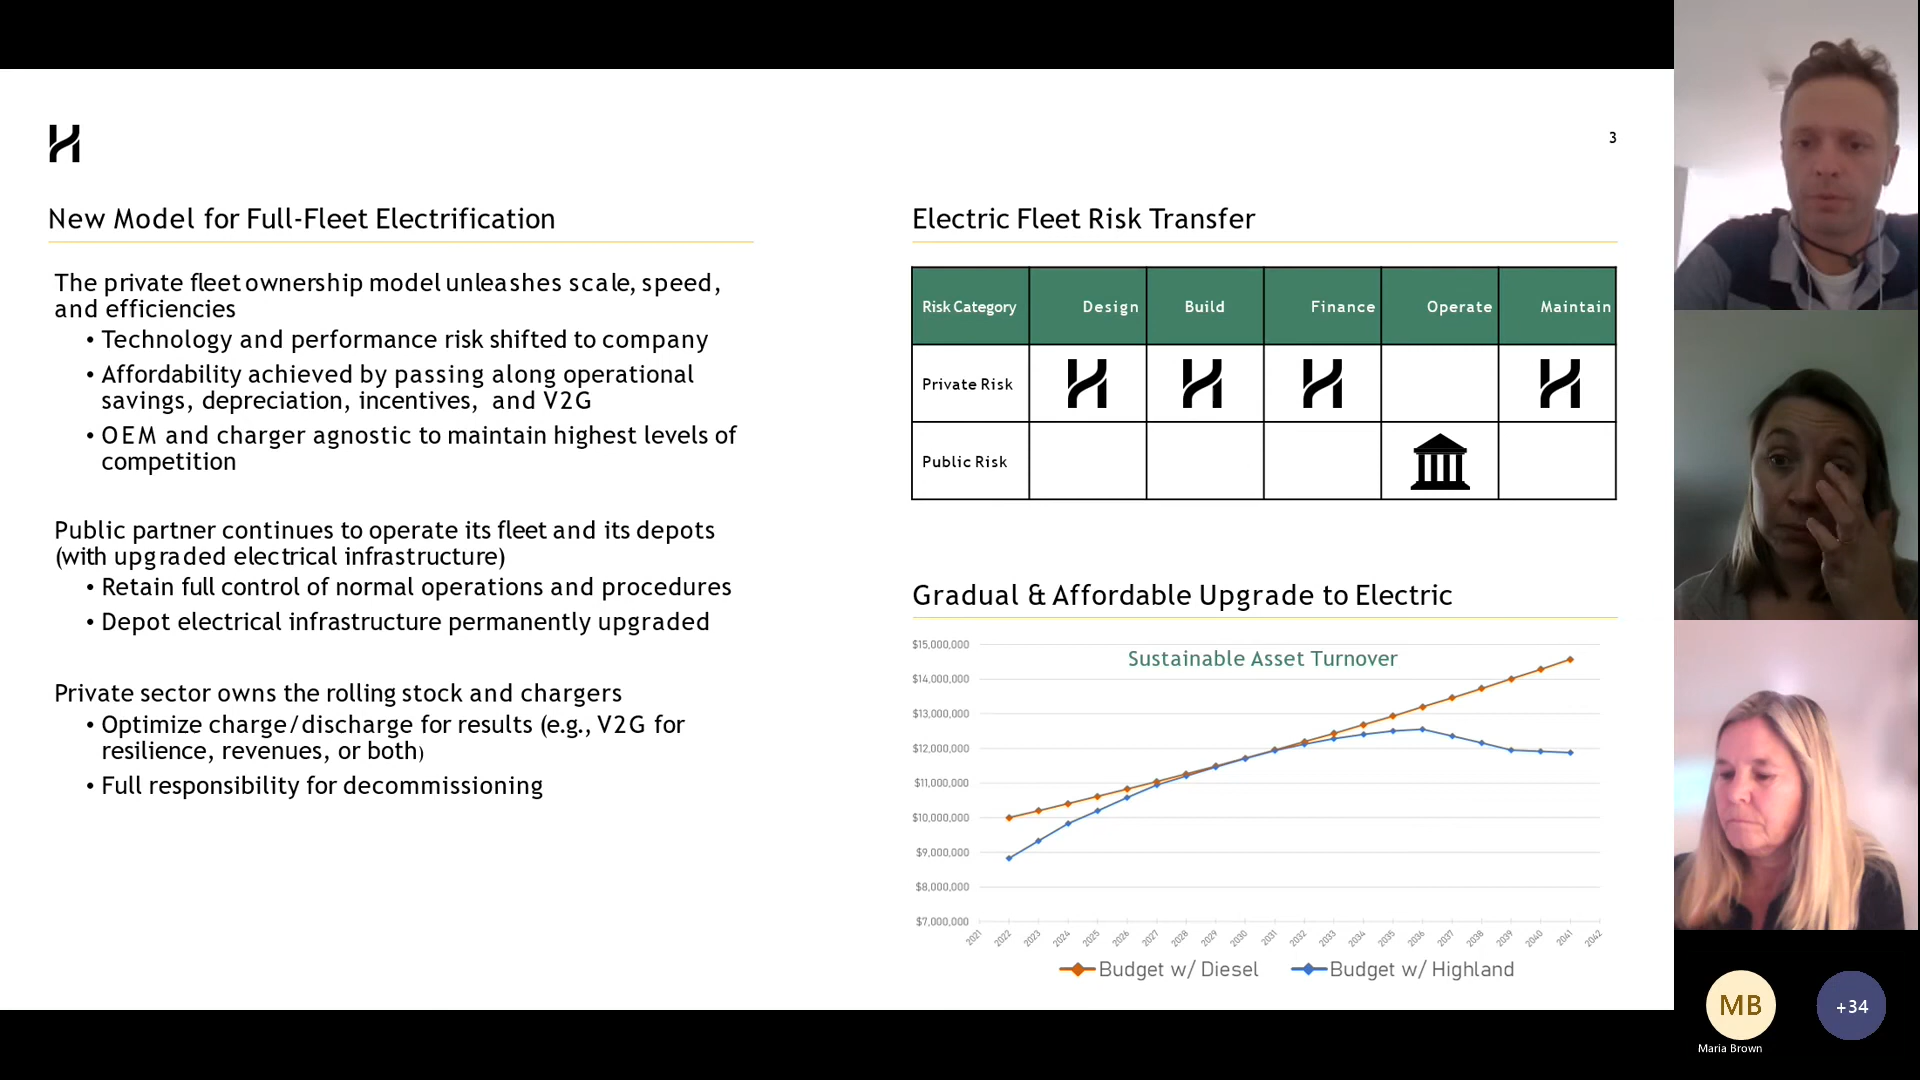 3
New Model for Full-Fleet Electrification
The private fleet ownership model unleashes scale, speed,
and efficiencies
• Technology and performance risk shifted to company
• Affordability achieved by passing along operational
savings, depreciation, incentives, and V2G
• OEM and charger agnostic to maintain highest levels of
competition
Public partner continues to operate its fleet and its depots
(with upgraded electrical infrastructure)
• Retain full control of normal operations and procedures
• Depot electrical infrastructure permanently upgraded
Private sector owns the rolling stock and chargers
• Optimize charge/discharge for results (e.g., V2G for
resilience, revenues, or both)
• Full responsibility for decommissioning
Electric Fleet Risk Transfer
Risk Category Design Build Finance Operate Maintain
Private Risk
Public Risk
Gradual & Affordable Upgrade to Electric
Sustainable Asset Turnover
$15,000,000
$14,000,000
$13,000,000
$12,000,000
$11,000,000
$10,000,000
$9,000,000
$8,000,000
$7,000,000
2021 2022 2023 2024 2025 2026 2027 2028 2029 2030 2031 2032 2033 2034 2035 2036 2037 2038 2039 2040 2041 2042
Budget w/ Diesel Budget w/ Highland
MB
+34
Maria Brown